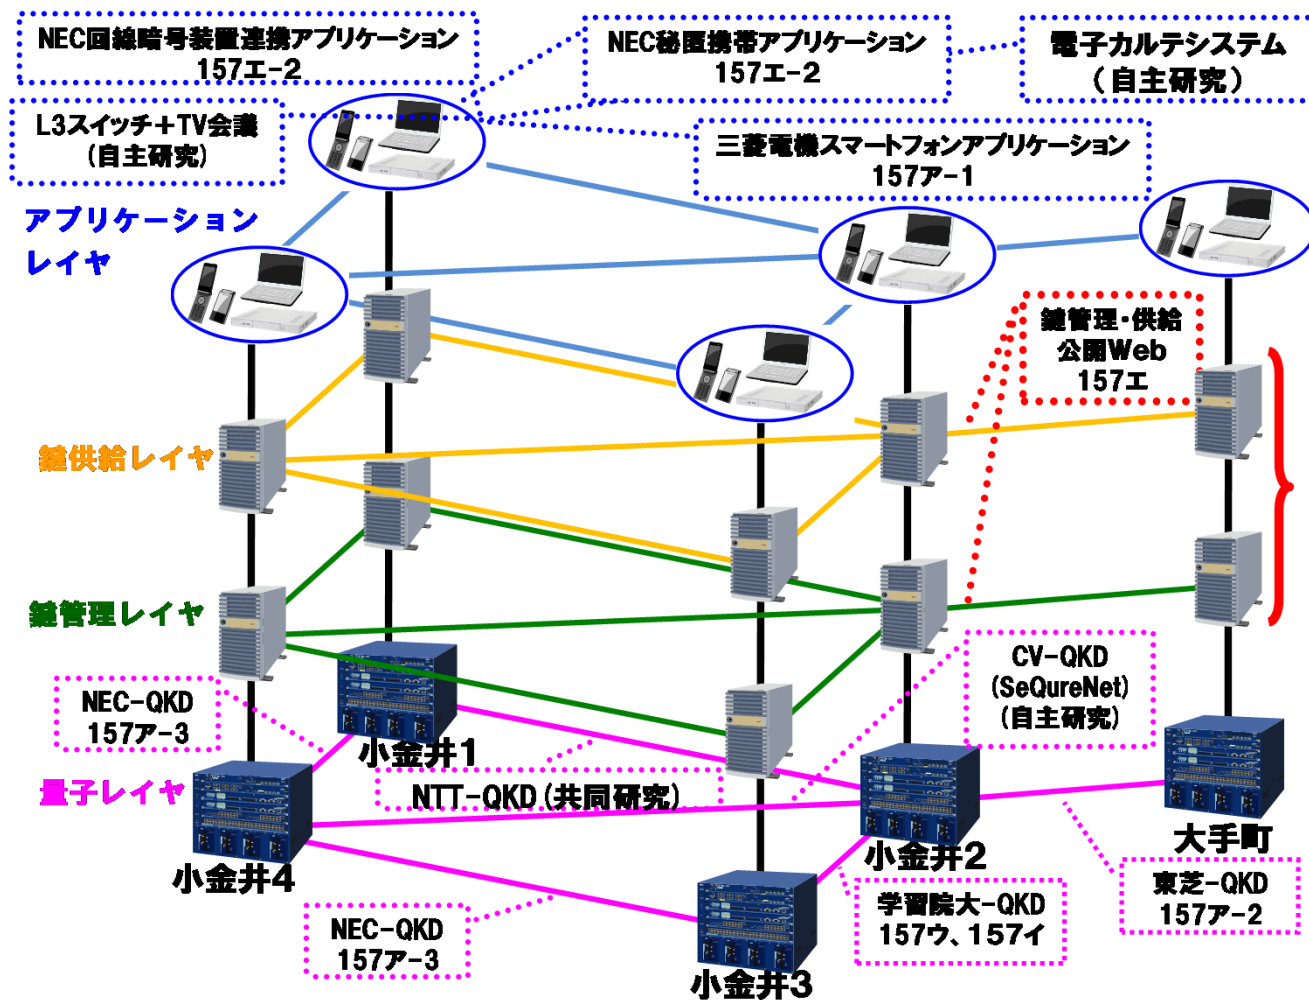 NEC回線暗号装置連携アプリケーション
157エ-2
NEC秘匿携帯アプリケーション
157エ-2
電子カルテシステム
（自主研究）
L3スイッチ＋TV会議
(自主研究)
三菱電機スマートフォンアプリケーション
157ア-1
アプリケーション
レイヤ
鍵管理・供給
公開Web
157エ
鍵供給レイヤ
鍵管理レイヤ
CV-QKD
(SeQureNet)
(自主研究)
NEC-QKD
157ア-3
小金井1
量子レイヤ
NTT-QKD（共同研究）
小金井2
大手町
小金井4
東芝-QKD
157ア-2
学習院大-QKD
157ウ、157イ
NEC-QKD
157ア-3
小金井3